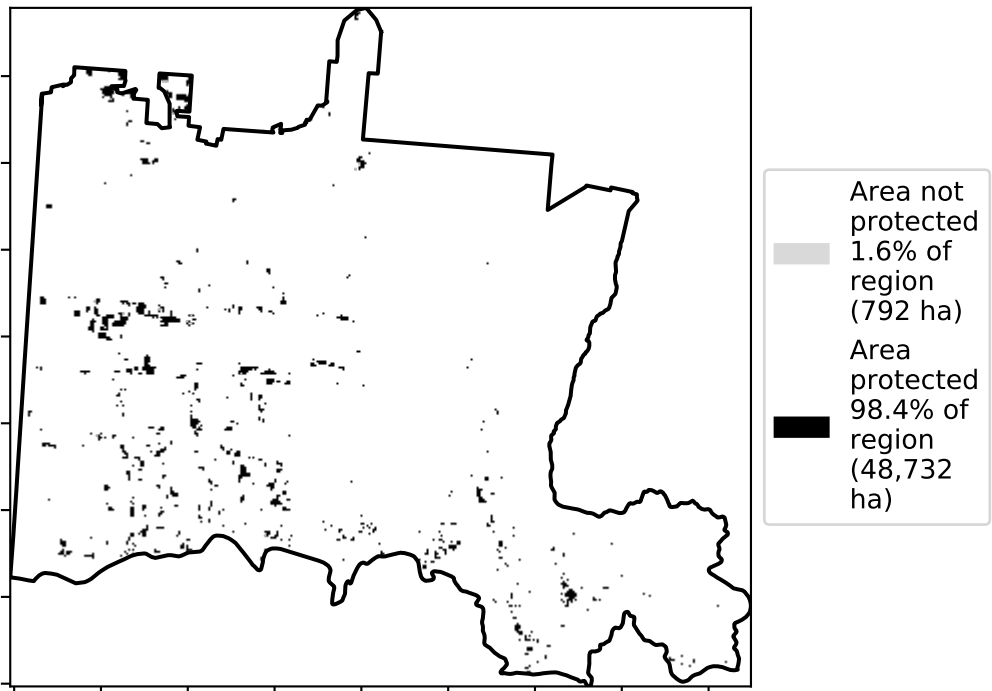 Area not
protected
1.6% of
region
(792 ha)
Area
protected
98.4% of
region
(48,732
ha)